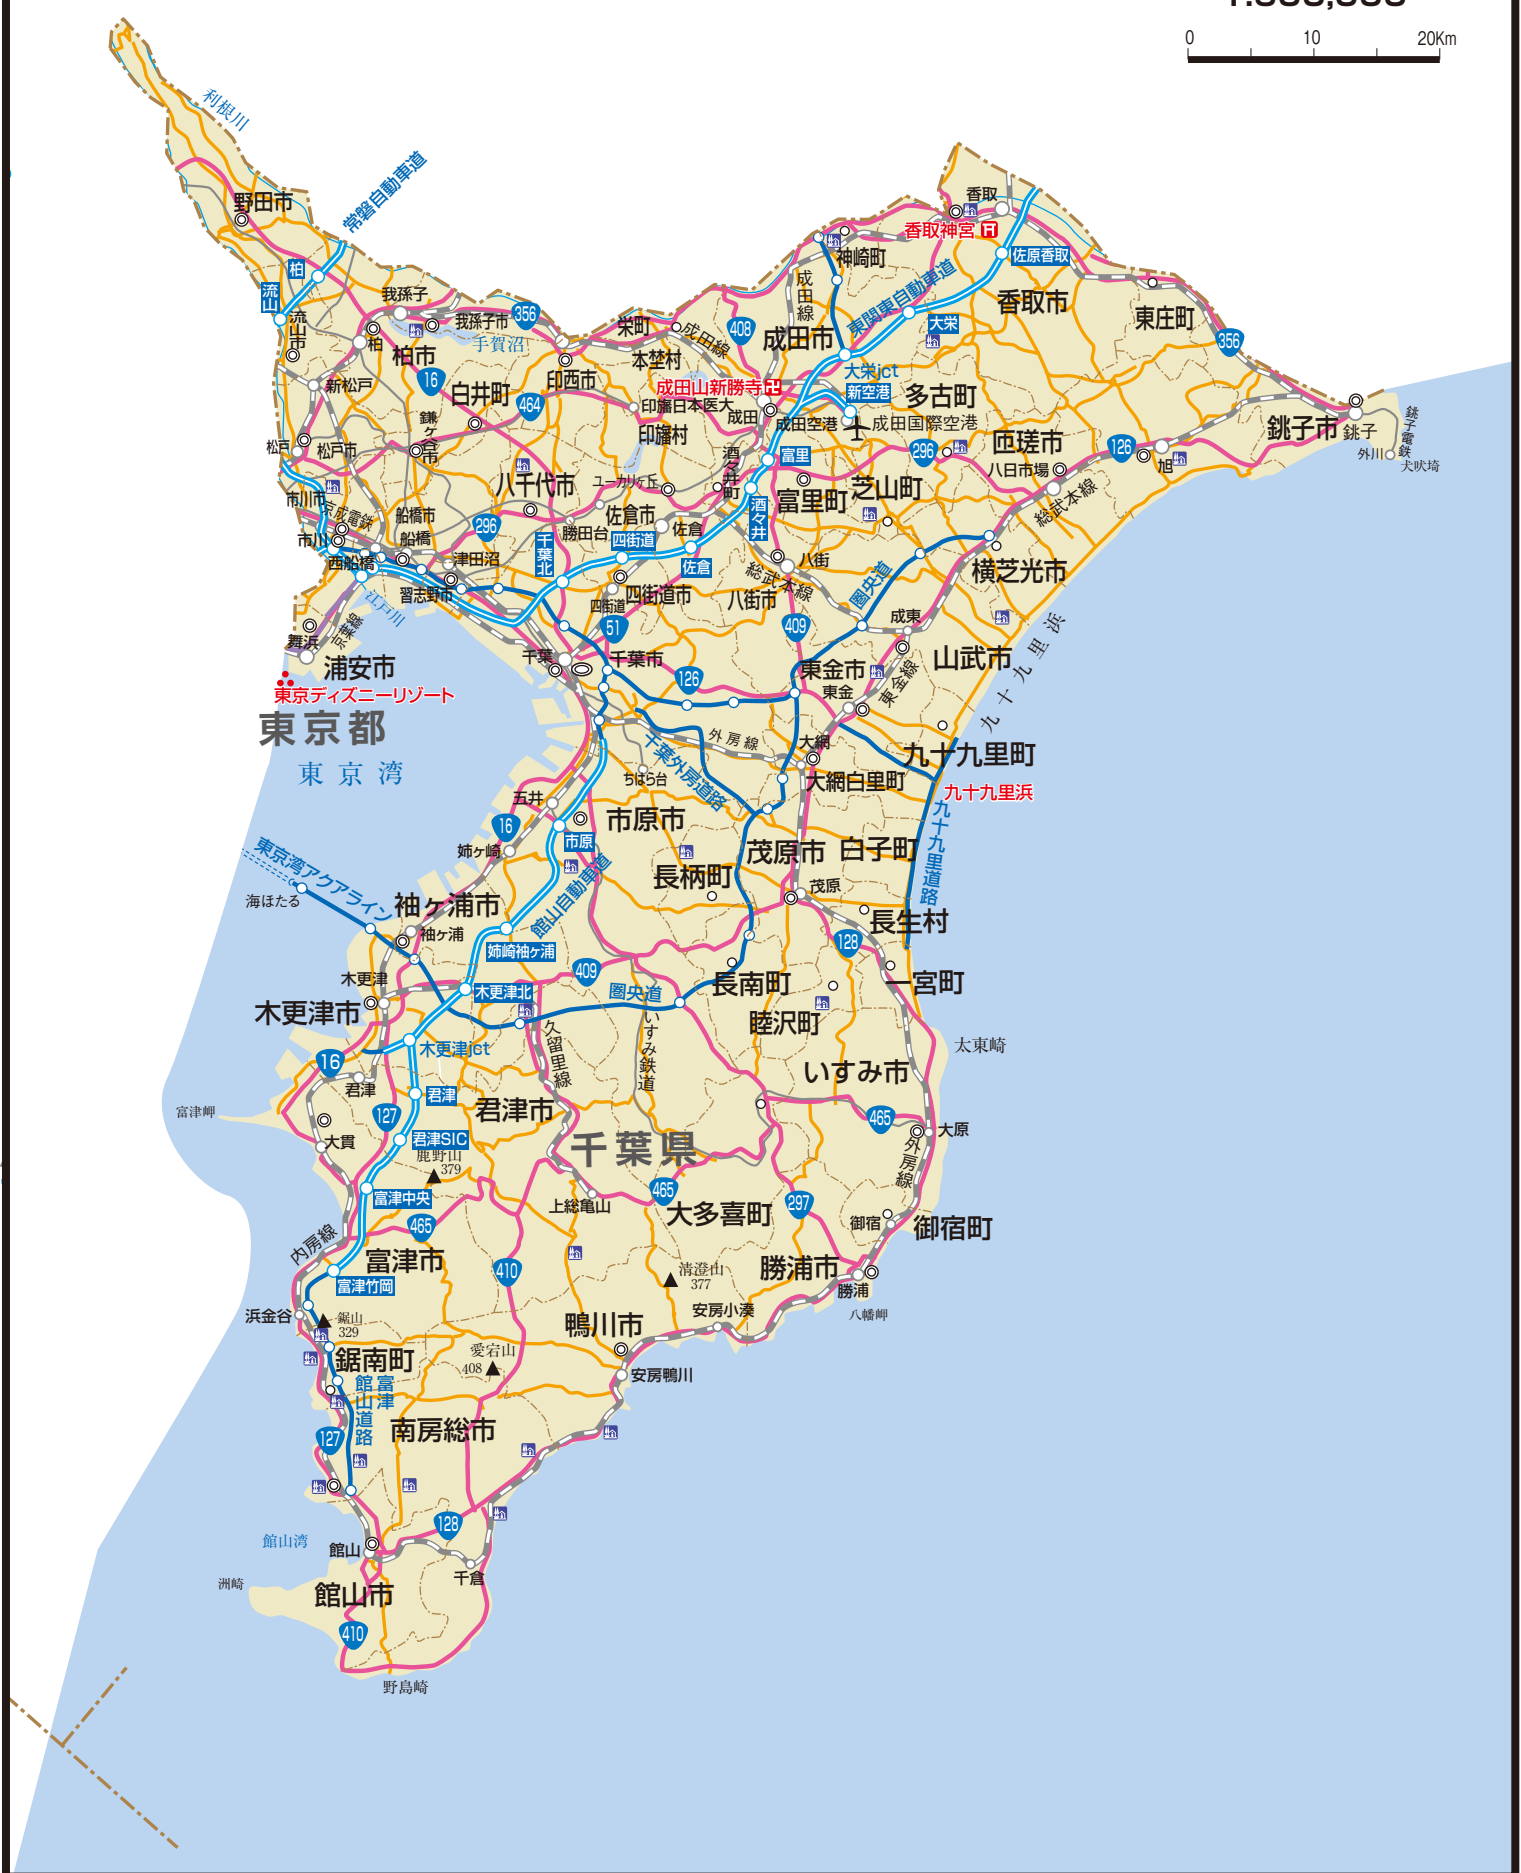 0 10 20Km
利根川
常磐自動車道
野田市
香取
香取神宮
佐原香取
神崎町
成田線
東関東自動車道
香取市
東庄町
356
柏
流山
流山市
我孫子
我孫子市
356
手賀沼
柏
柏市
16
栄町
成田線
408
成田市
大栄
本埜村
大栄jct
新松戸
白井町
464
印西市
成田山新勝寺
新空港
多古町
印旛日本医大
成田
成田空港
成田国際空港
鎌ヶ谷市
松戸
松戸市
印旛村
匝瑳市
296
126
銚子市
銚子
銚子電鉄
外川
犬吠埼
八日市場
旭
富里
酒々井町
八千代市
ユーカリヶ丘
市川市
京成電鉄
船橋市
296
佐倉市
富里町
芝山町
総武本線
酒々井
市川
船橋
勝田台
佐倉
四街道
千葉北
西船橋
津田沼
佐倉
八街
総武本線
圏央道
横芝光市
習志野市
江戸川
四街道
四街道市
八街市
51
409
成東
舞浜
京葉線
浦安市
千葉
千葉市
126
東金市
東金
東金線
山武市
九十九里浜
東京ディズニーリゾート
東京都
東京湾
外房線
千葉外房道路
大網
九十九里町
ちはら台
大網白里町
九十九里浜
九十九里道路
五井
16
市原
市原市
姉ヶ崎
茂原市
白子町
東京湾アクアライン
館山自動車道
長柄町
茂原
海ほたる
袖ヶ浦市
袖ヶ浦
長生村
姉崎袖ヶ浦
128
409
木更津
木更津市
木更津北
圏央道
長南町
一宮町
睦沢町
久留里線
いすみ鉄道
太東崎
木更津jct
16
いすみ市
君津
君津
富津岬
127
君津市
465
大原
大貫
君津SIC
千葉県
外房線
鹿野山
379
富津中央
465
上総亀山
465
大多喜町
297
御宿
御宿町
内房線
富津市
410
清澄山
377
勝浦市
富津竹岡
勝浦
浜金谷
鋸山
329
鴨川市
安房小湊
八幡岬
鋸南町
愛宕山
408
安房鴨川
富津館山道路
南房総市
127
128
館山湾
館山
千倉
洲崎
館山市
410
野島崎